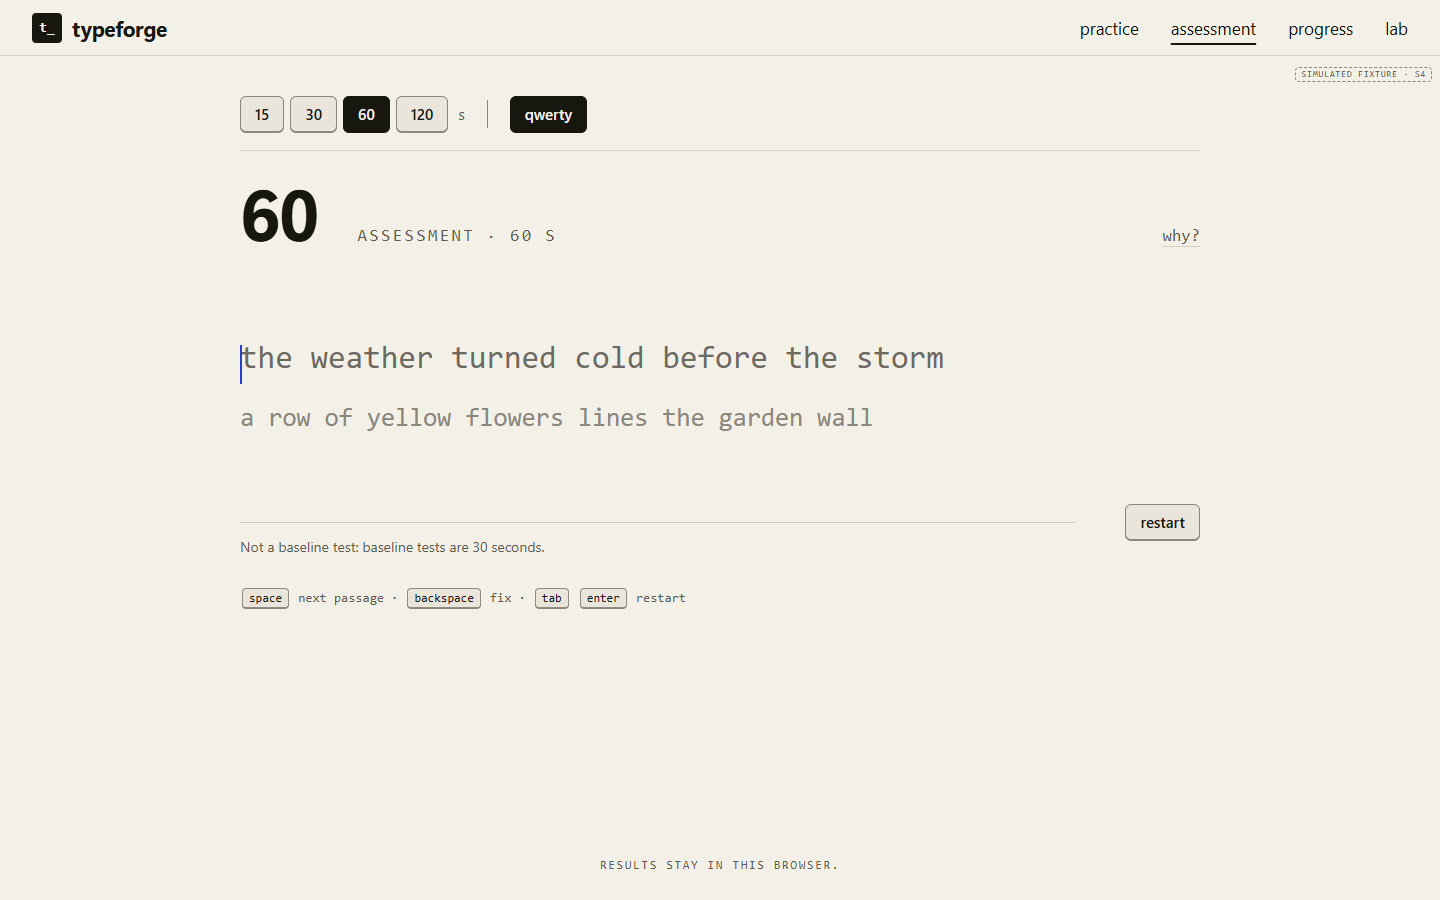 t_ typeforge practice assessment progress lab
SIMULATED FIXTURE · S4
15 30 60 120 s qwerty
60 ASSESSMENT · 60 S why?
the weather turned cold before the storm
a row of yellow flowers lines the garden wall
restart
Not a baseline test: baseline tests are 30 seconds.
space next passage · backspace fix · tab enter restart
RESULTS STAY IN THIS BROWSER.